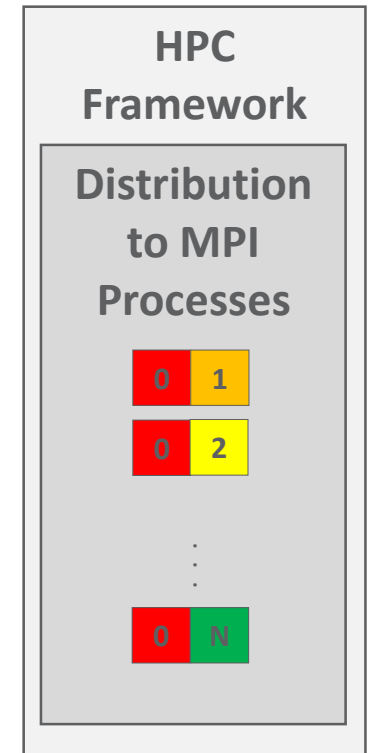 HPC
Framework
Distribution
to MPI
Processes
0 1
0 2
.
.
.
0 N